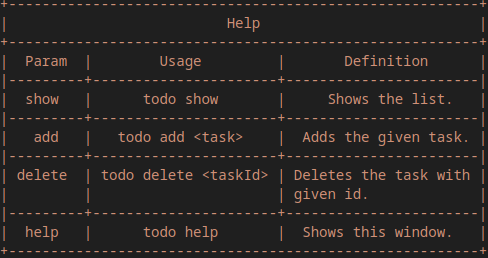 Help
Param Usage Definition
show todo show Shows the list.
add todo add <task> Adds the given task.
delete todo delete <taskId> Deletes the task with
given id.
help todo help Shows this window.